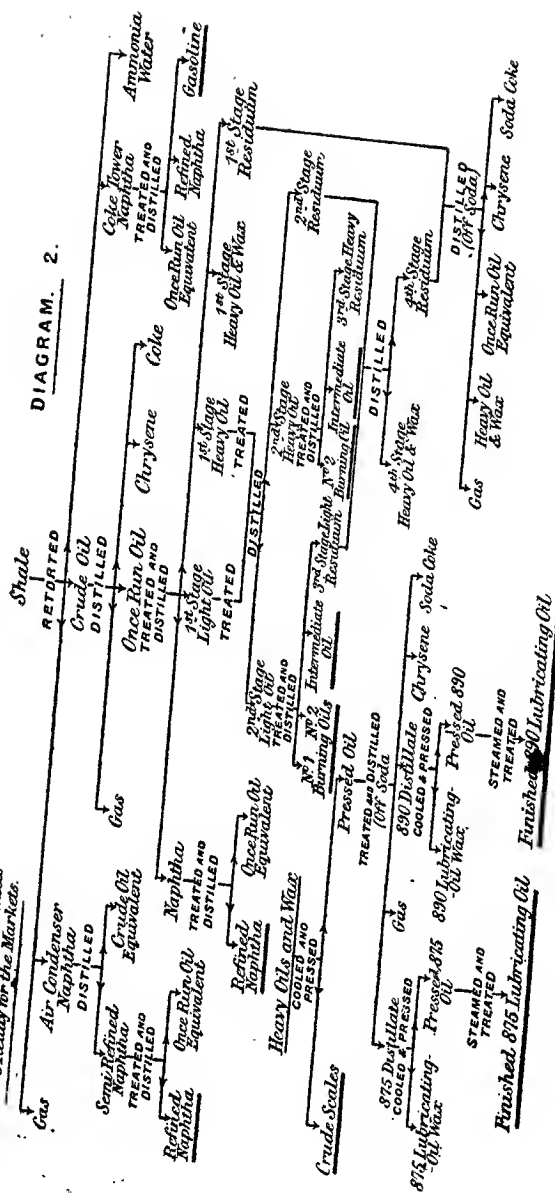 DIAGRAM. 2.
Ready for the Markets.
Shale
RETORTED
Gas
Air Condenser
Naphtha
DISTILLED
Crude Oil
DISTILLED
Coke Tower
Naphtha
TREATED AND
DISTILLED
Ammonia
Water
Semi Refined
Naphtha
TREATED AND
DISTILLED
Crude Oil
Equivalent
Gas
Once Run Oil
TREATED AND
DISTILLED
Chrysene
Coke
Once Run Oil
Equivalent
Refined
Naphtha
Gasoline
Refined
Naphtha
Once Run Oil
Equivalent
Naphtha
TREATED AND
DISTILLED
1st Stage
Light Oil
TREATED
1st Stage
Heavy Oil
TREATED
1st Stage
Heavy Oil & Wax
1st Stage
Residuum
Refined
Naphtha
Once Run Oil
Equivalent
DISTILLED
2nd Stage
Light Oil
TREATED AND
DISTILLED
2nd Stage
Heavy Oil
TREATED AND
DISTILLED
2nd Stage
Residuum
Heavy Oils and Wax
COOLED AND
PRESSED
No 1
No 2
Burning Oils
Intermediate
Oil
3rd Stage Light
Residuum
No 2
Burning Oil
Intermediate
Oil
3rd Stage Heavy
Residuum
Crude Scales
Pressed Oil
TREATED AND DISTILLED
(Off Soda)
DISTILLED
4th Stage
Heavy Oil & Wax
4th Stage
Residuum
DISTILLED
(Off Soda)
875 Distillate
COOLED & PRESSED
Gas
890 Distillate
COOLED & PRESSED
Chrysene
Soda Coke
Gas
Heavy Oil
& Wax
Once Run Oil
Equivalent
Chrysene
Soda Coke
875 Lubricating-
Oil Wax
Pressed 875
Oil
STEAMED AND
TREATED
890 Lubricating
-Oil Wax
Pressed 890
Oil
STEAMED AND
TREATED
Finished 875 Lubricating Oil
Finished 890 Lubricating Oil